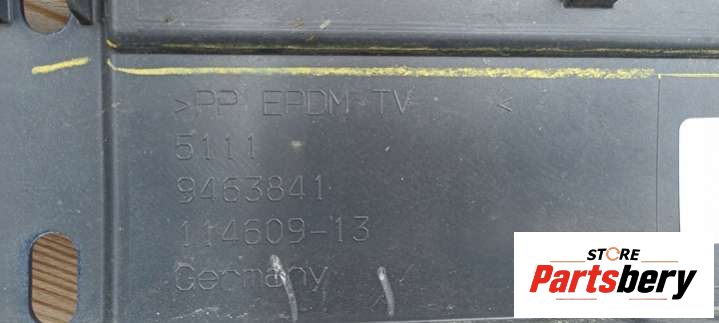 >PP EPDM TV <
5111
9463841
114609-13
Germany
STORE
Partsbery